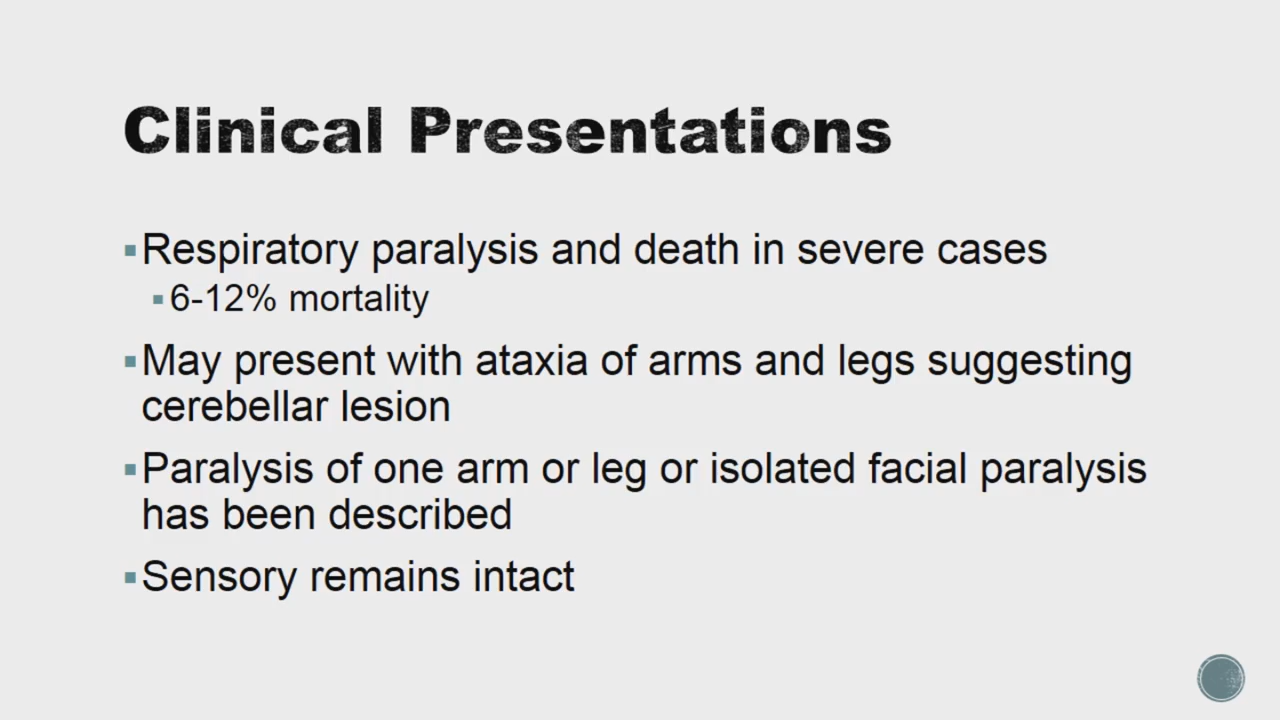 Clinical Presentations
▪Respiratory paralysis and death in severe cases
▪6-12% mortality
▪May present with ataxia of arms and legs suggesting
cerebellar lesion
▪Paralysis of one arm or leg or isolated facial paralysis
has been described
▪Sensory remains intact